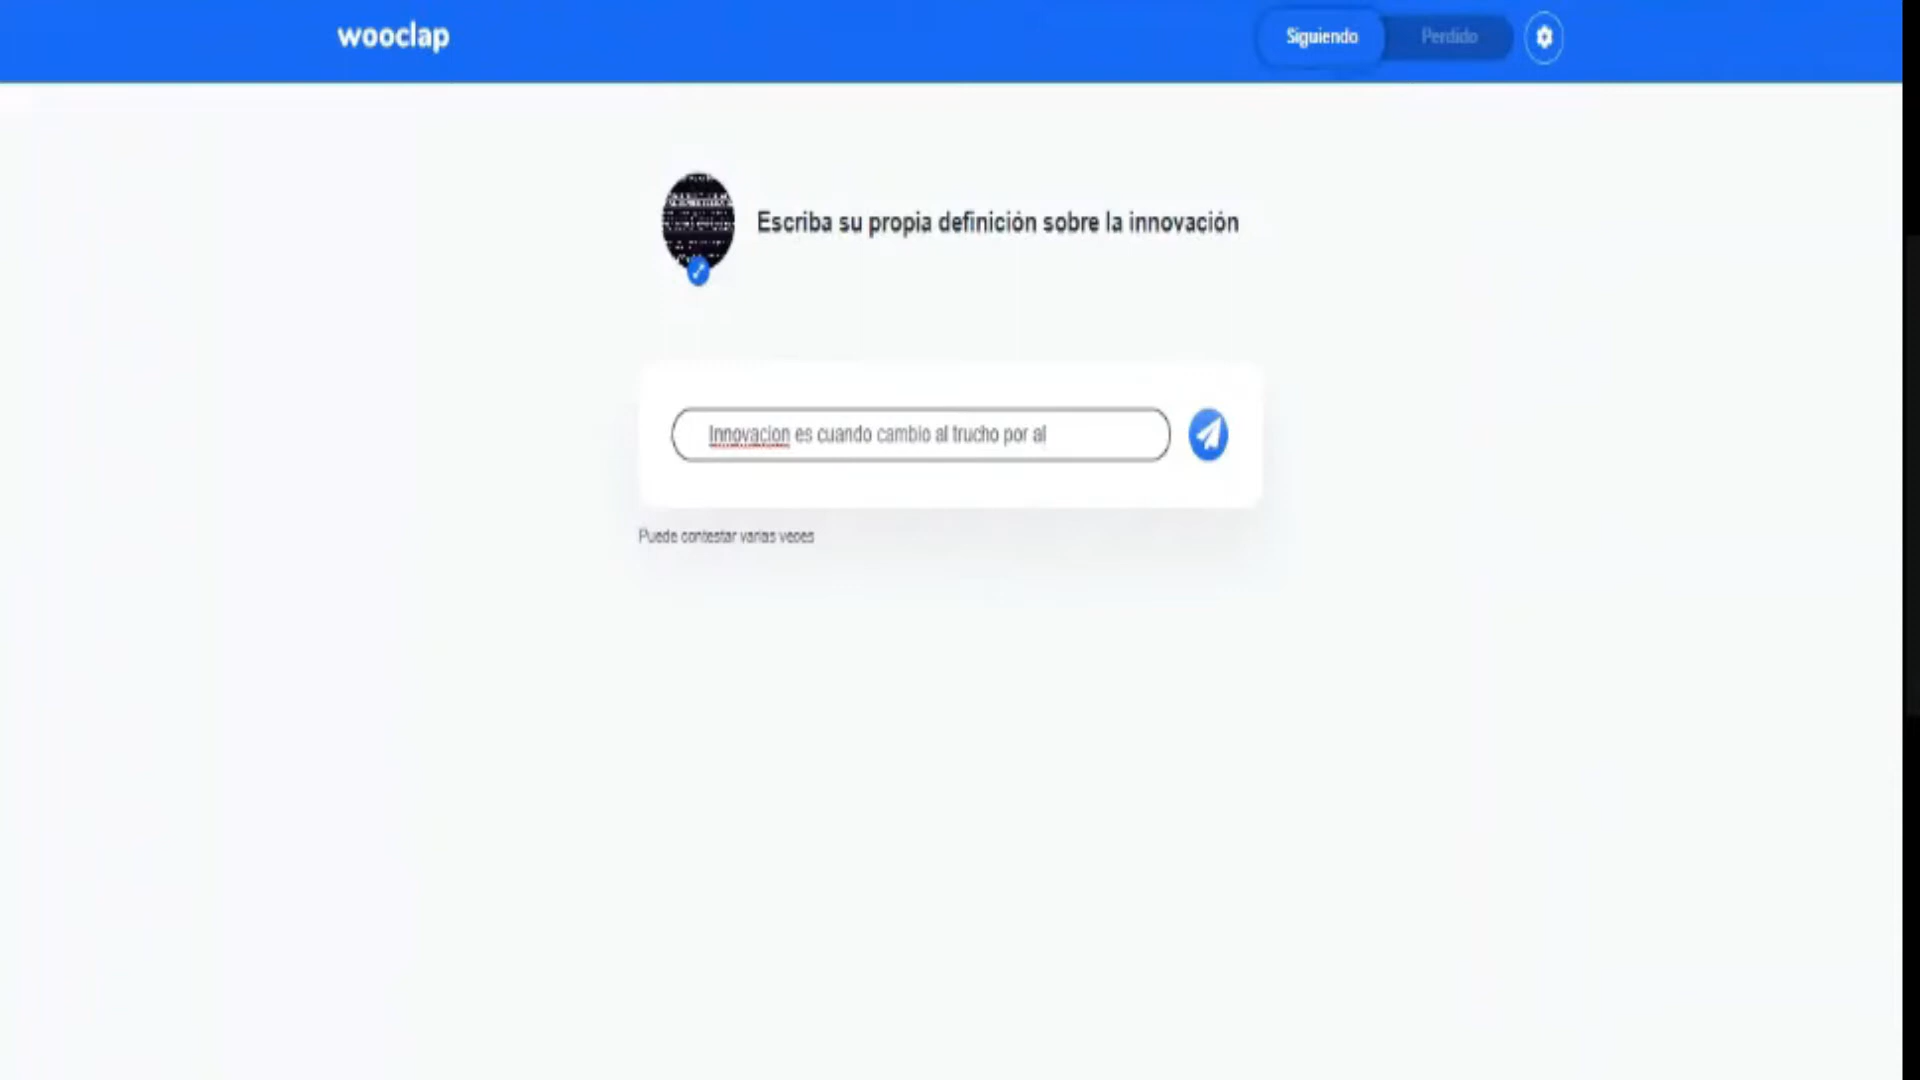 wooclap
Siguiendo
Perdido
Escriba su propia definición sobre la innovación
Innovacion es cuando cambio al trucho por al
Puede contestar varias veces